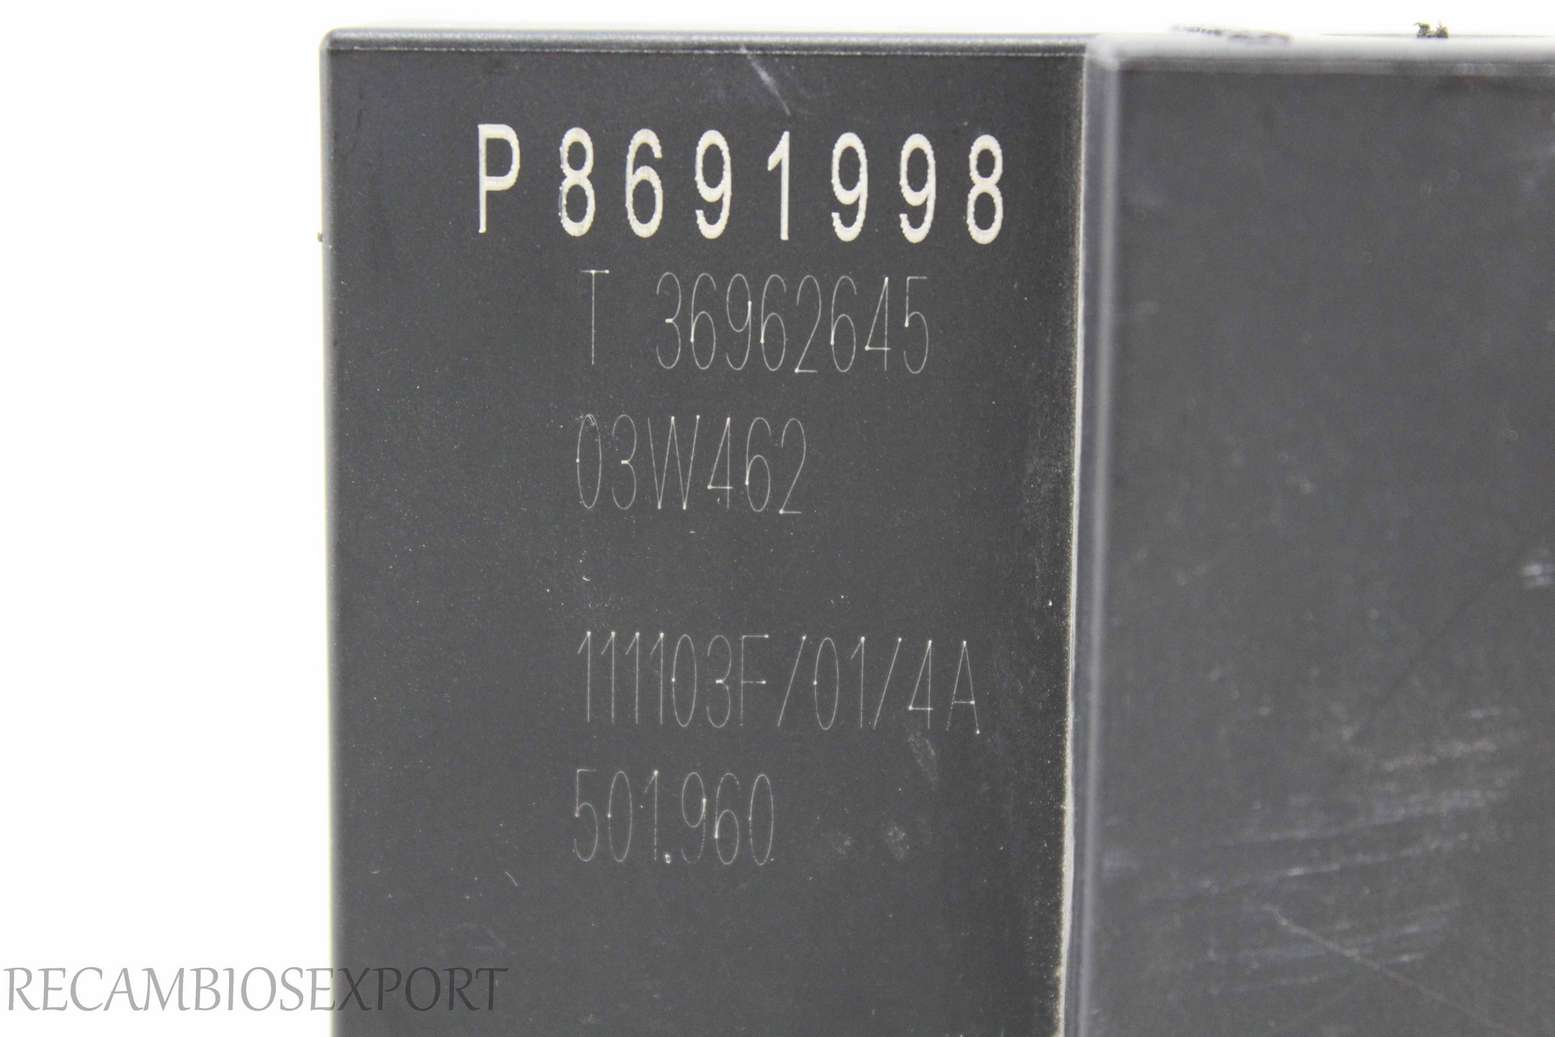 P8691998
T 36962645
03W462
111103F/01/4A
501.960
RECAMBIOSEXPORT